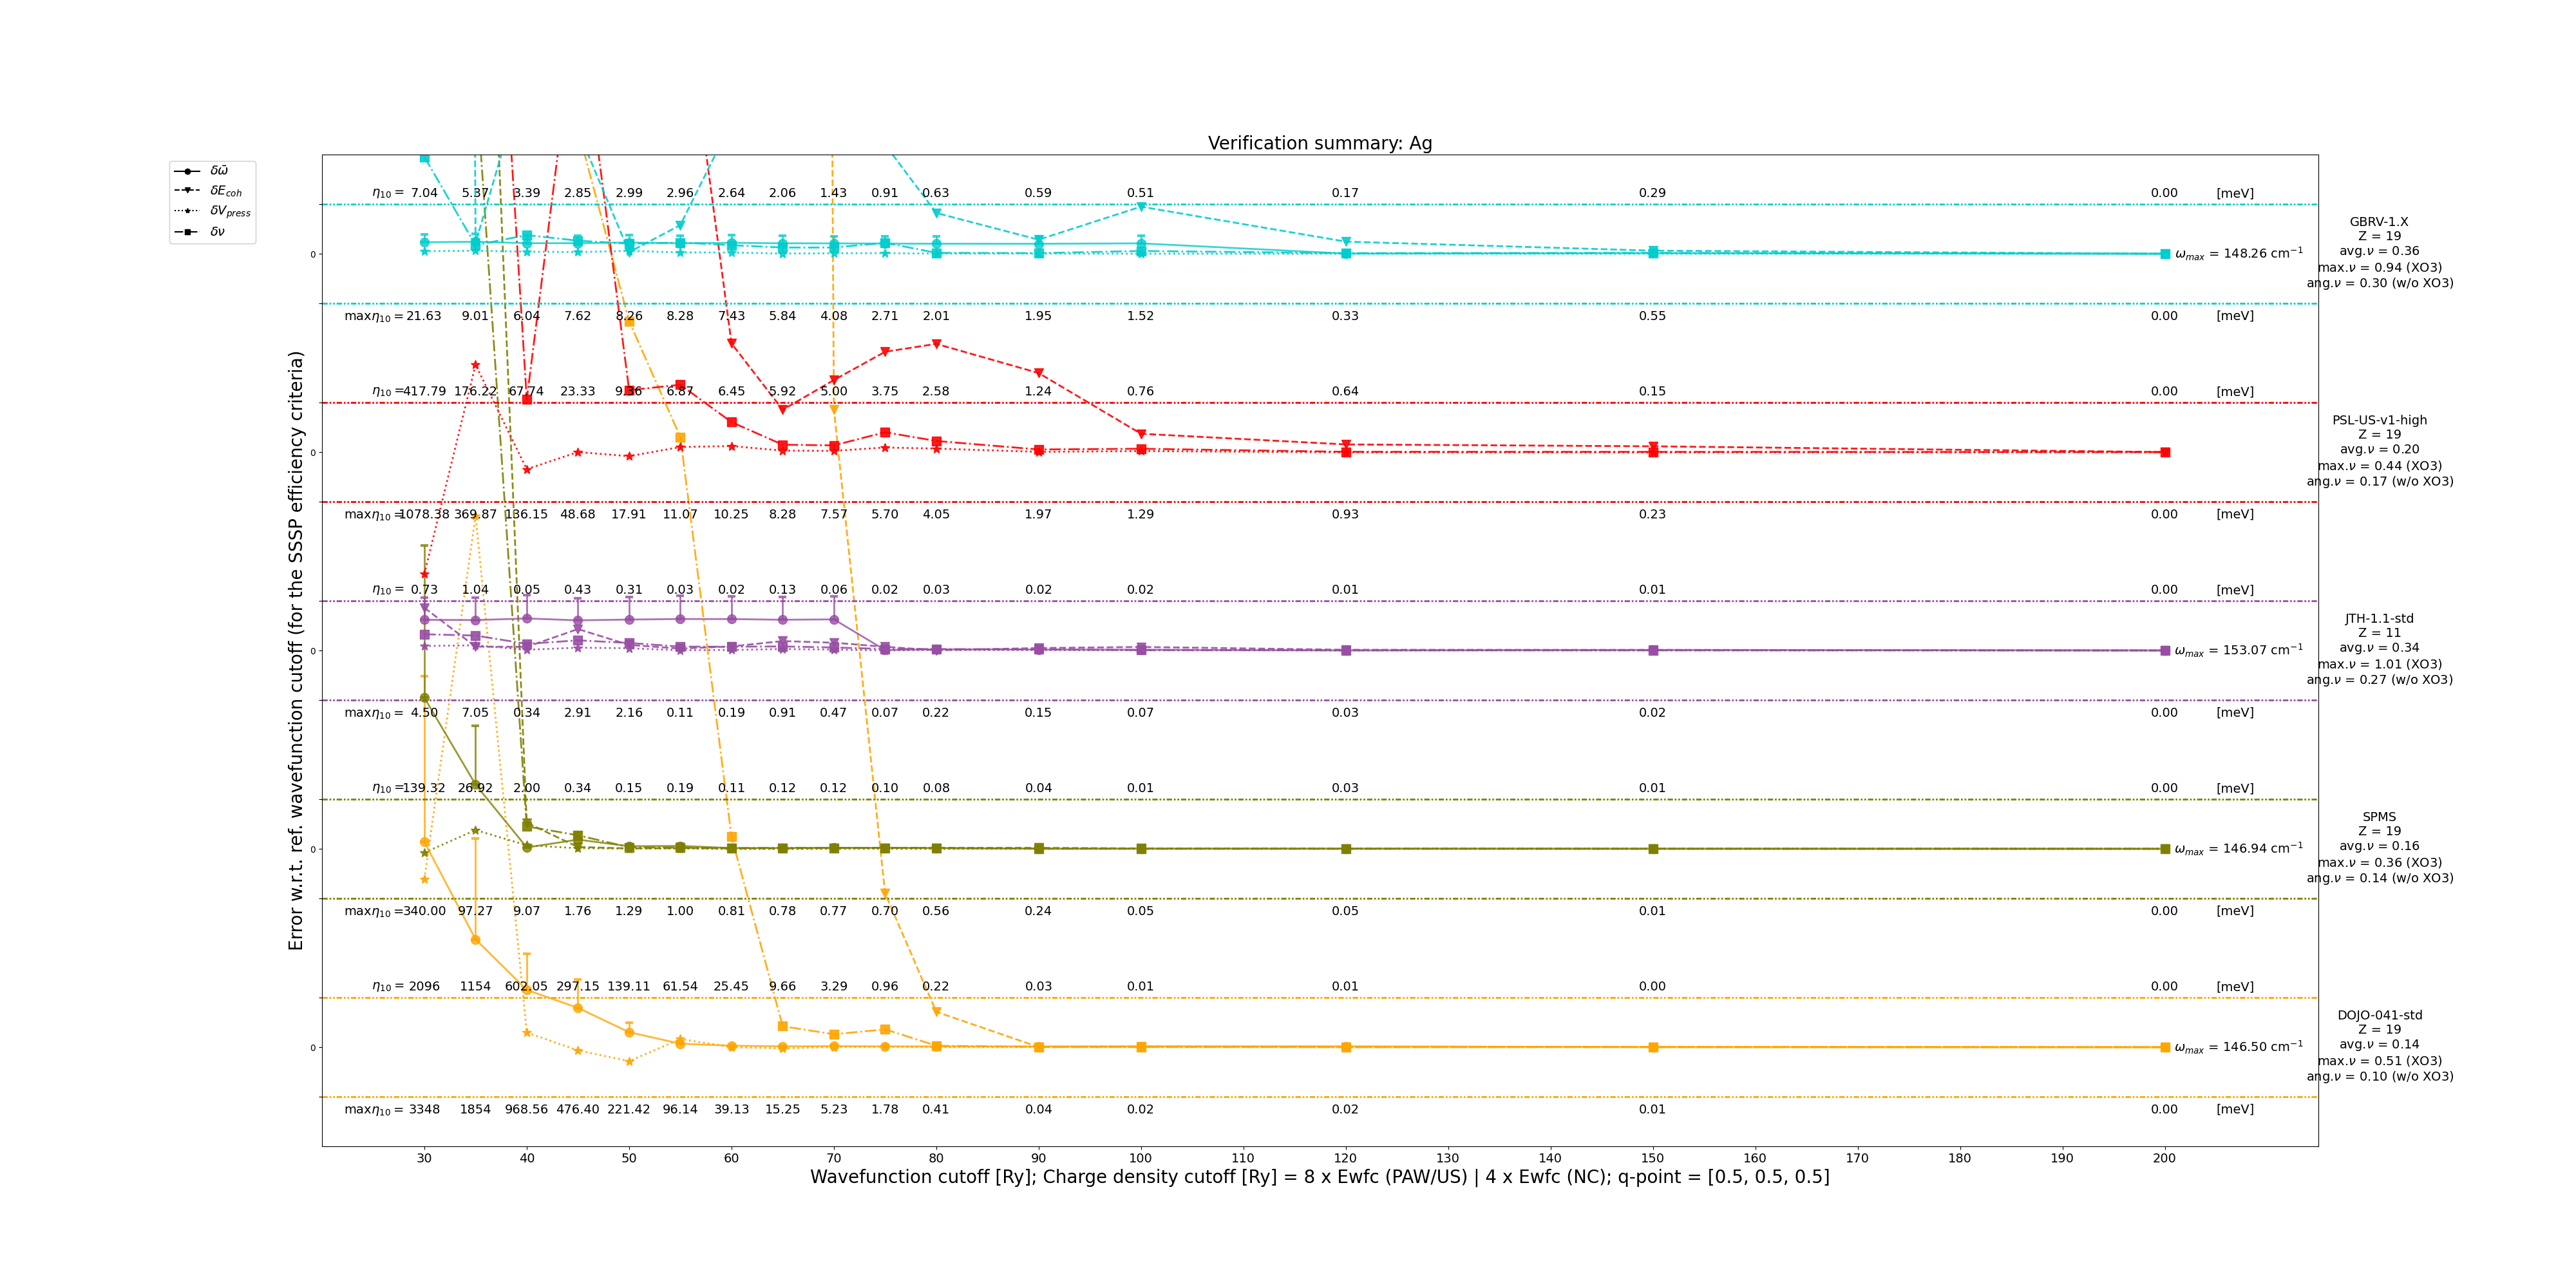 Verification summary: Ag
δω̄
δE_coh
δV_press
δν
Error w.r.t. ref. wavefunction cutoff (for the SSSP efficiency criteria)
η₁₀ = 7.04 5.37 3.39 2.85 2.99 2.96 2.64 2.06 1.43 0.91 0.63 0.59 0.51 0.17 0.29 0.00 [meV]
0
ω_max = 148.26 cm⁻¹
GBRV-1.X
Z = 19
avg.ν = 0.36
max.ν = 0.94 (XO3)
ang.ν = 0.30 (w/o XO3)
maxη₁₀ = 21.63 9.01 6.04 7.62 8.26 8.28 7.43 5.84 4.08 2.71 2.01 1.95 1.52 0.33 0.55 0.00 [meV]
η₁₀ = 417.79 176.22 67.74 23.33 9.36 6.87 6.45 5.92 5.00 3.75 2.58 1.24 0.76 0.64 0.15 0.00 [meV]
0
PSL-US-v1-high
Z = 19
avg.ν = 0.20
max.ν = 0.44 (XO3)
ang.ν = 0.17 (w/o XO3)
maxη₁₀ = 1078.38 369.87 136.15 48.68 17.91 11.07 10.25 8.28 7.57 5.70 4.05 1.97 1.29 0.93 0.23 0.00 [meV]
η₁₀ = 0.73 1.04 0.05 0.43 0.31 0.03 0.02 0.13 0.06 0.02 0.03 0.02 0.02 0.01 0.01 0.00 [meV]
0
ω_max = 153.07 cm⁻¹
JTH-1.1-std
Z = 11
avg.ν = 0.34
max.ν = 1.01 (XO3)
ang.ν = 0.27 (w/o XO3)
maxη₁₀ = 4.50 7.05 0.34 2.91 2.16 0.11 0.19 0.91 0.47 0.07 0.22 0.15 0.07 0.03 0.02 0.00 [meV]
η₁₀ = 139.32 26.92 2.00 0.34 0.15 0.19 0.11 0.12 0.12 0.10 0.08 0.04 0.01 0.03 0.01 0.00 [meV]
0
ω_max = 146.94 cm⁻¹
SPMS
Z = 19
avg.ν = 0.16
max.ν = 0.36 (XO3)
ang.ν = 0.14 (w/o XO3)
maxη₁₀ = 340.00 97.27 9.07 1.76 1.29 1.00 0.81 0.78 0.77 0.70 0.56 0.24 0.05 0.05 0.01 0.00 [meV]
η₁₀ = 2096 1154 602.05 297.15 139.11 61.54 25.45 9.66 3.29 0.96 0.22 0.03 0.01 0.01 0.00 0.00 [meV]
0
ω_max = 146.50 cm⁻¹
DOJO-041-std
Z = 19
avg.ν = 0.14
max.ν = 0.51 (XO3)
ang.ν = 0.10 (w/o XO3)
maxη₁₀ = 3348 1854 968.56 476.40 221.42 96.14 39.13 15.25 5.23 1.78 0.41 0.04 0.02 0.02 0.01 0.00 [meV]
30 40 50 60 70 80 90 100 110 120 130 140 150 160 170 180 190 200
Wavefunction cutoff [Ry]; Charge density cutoff [Ry] = 8 x Ewfc (PAW/US) | 4 x Ewfc (NC); q-point = [0.5, 0.5, 0.5]